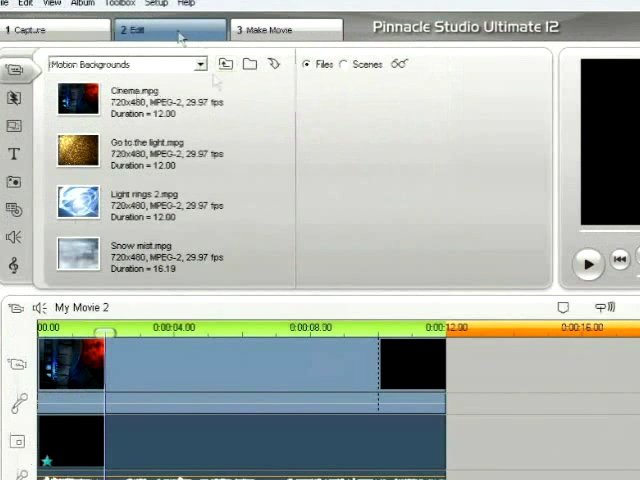 le Edit View Album Toolbox Setup Help
1 Capture 2 Edit 3 Make Movie Pinnacle Studio Ultimate 12
Motion Backgrounds Files Scenes
Cinema.mpg
720x480, MPEG-2, 29.97 fps
Duration = 12.00
Go to the light.mpg
720x480, MPEG-2, 29.97 fps
Duration = 12.00
Light rings 2.mpg
720x480, MPEG-2, 29.97 fps
Duration = 12.00
Snow mist.mpg
720x480, MPEG-2, 29.97 fps
Duration = 16.19
My Movie 2
00.00 0:00:04.00 0:00:08.00 0:00:12.00 0:00:16.00